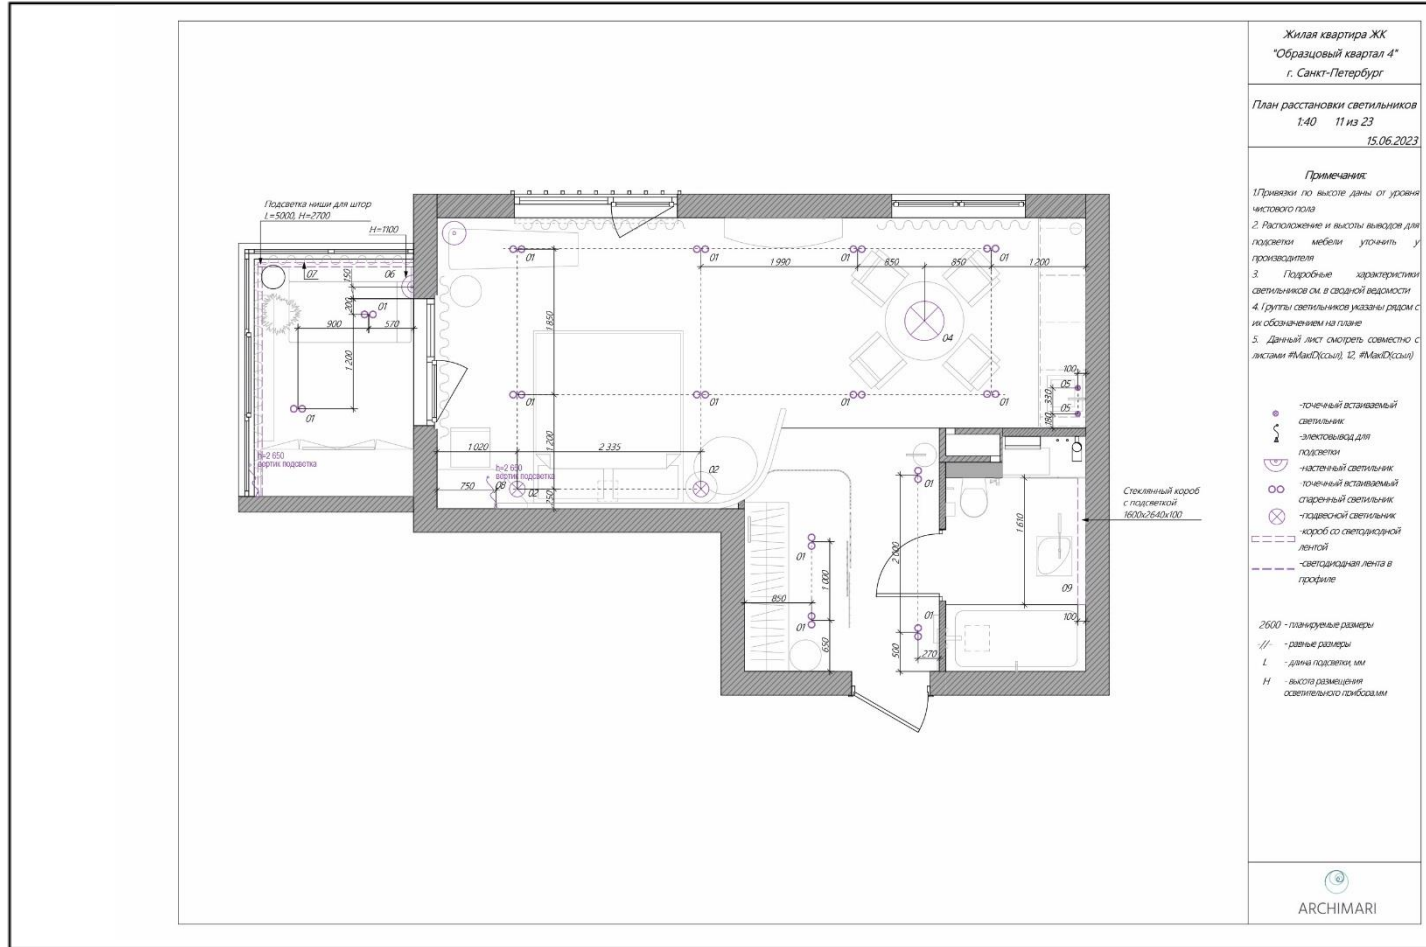 Жилая квартира ЖК
"Образцовый квартал 4"
г. Санкт-Петербург
План расстановки светильников
1:40 11 из 23
15.06.2023
Примечания:
1.Привязки по высоте даны от уровня
чистового пола
2. Расположение и высоты выводов для
подсветки мебели уточнить у
производителя
3. Подробные характеристики
светильников см. в сводной ведомости
4. Группы светильников указаны рядом с
их обозначением на плане
5. Данный лист смотреть совместно с
листами #МакID(ссыл), 12, #МакID(ссыл)
-точечный встаиваемый
светильник
-электовывод для
подсветки
-настенный светильник
-точечный встаиваемый
спаренный светильник
-подвесной светильник
-короб со светодиодной
лентой
-светодиодная лента в
профиле
2600 - планируемые размеры
-//- - равные размеры
L - длина подсветки, мм
H - высота размещения
осветительного прибора,мм
ARCHIMARI
Подсветка ниши для штор
L=5000, H=2700
H=1100
07
150
06
200
01
900
570
1 200
01
h=2 650
вертик подсветка
01
01
01
01
1 990
850
850
1 200
1 850
04
100
05
330
05
180
01
01
01
01
1 020
1 200
2 335
h=2 650
вертик подсветка
02
750
08
02
250
01
Стеклянный короб
с подсветкой
1600х2640х100
1 610
01
2 000
1 000
850
09
01
01
100
650
500
270